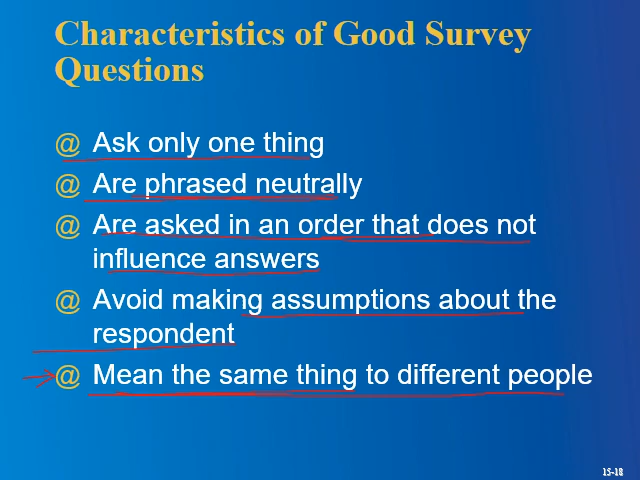 Characteristics of Good Survey
Questions
@ Ask only one thing
@ Are phrased neutrally
@ Are asked in an order that does not
influence answers
@ Avoid making assumptions about the
respondent
@ Mean the same thing to different people
15-18